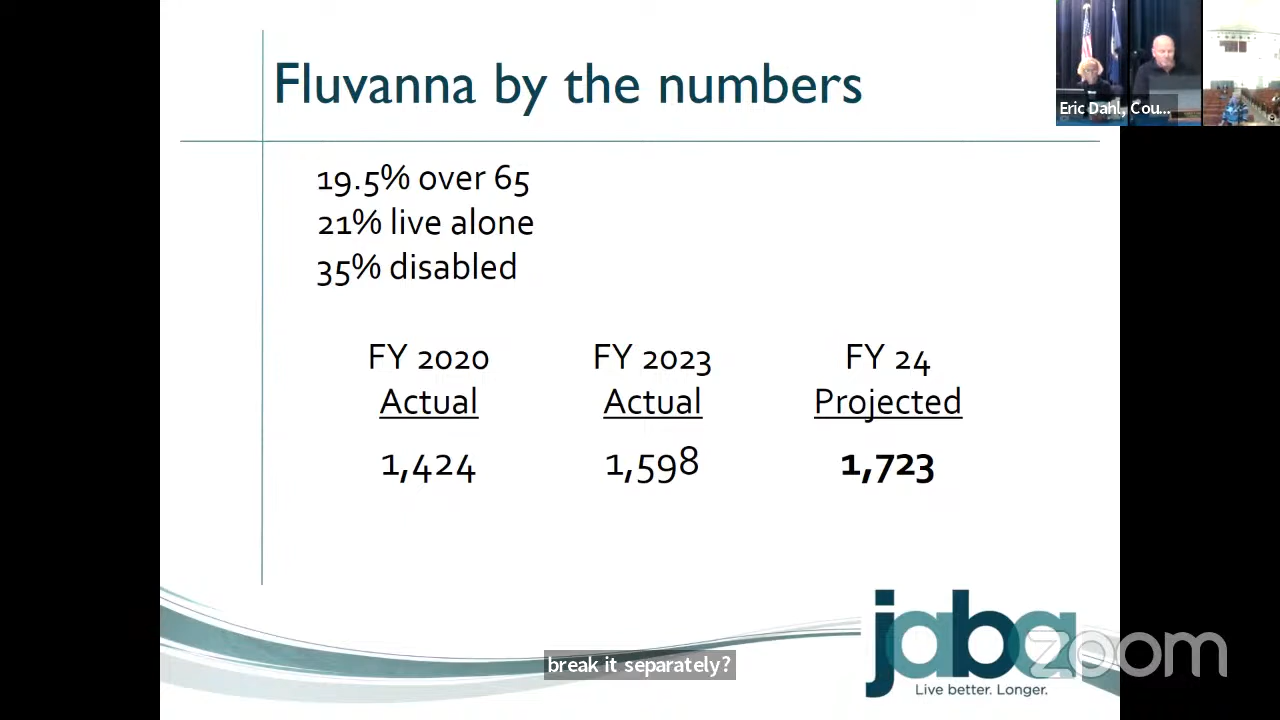 Fluvanna by the numbers
Eric Dahl, Cou...
19.5% over 65
21% live alone
35% disabled
FY 2020 FY 2023 FY 24
Actual Actual Projected
1,424 1,598 1,723
jaba
Live better. Longer.
zoom
break it separately?